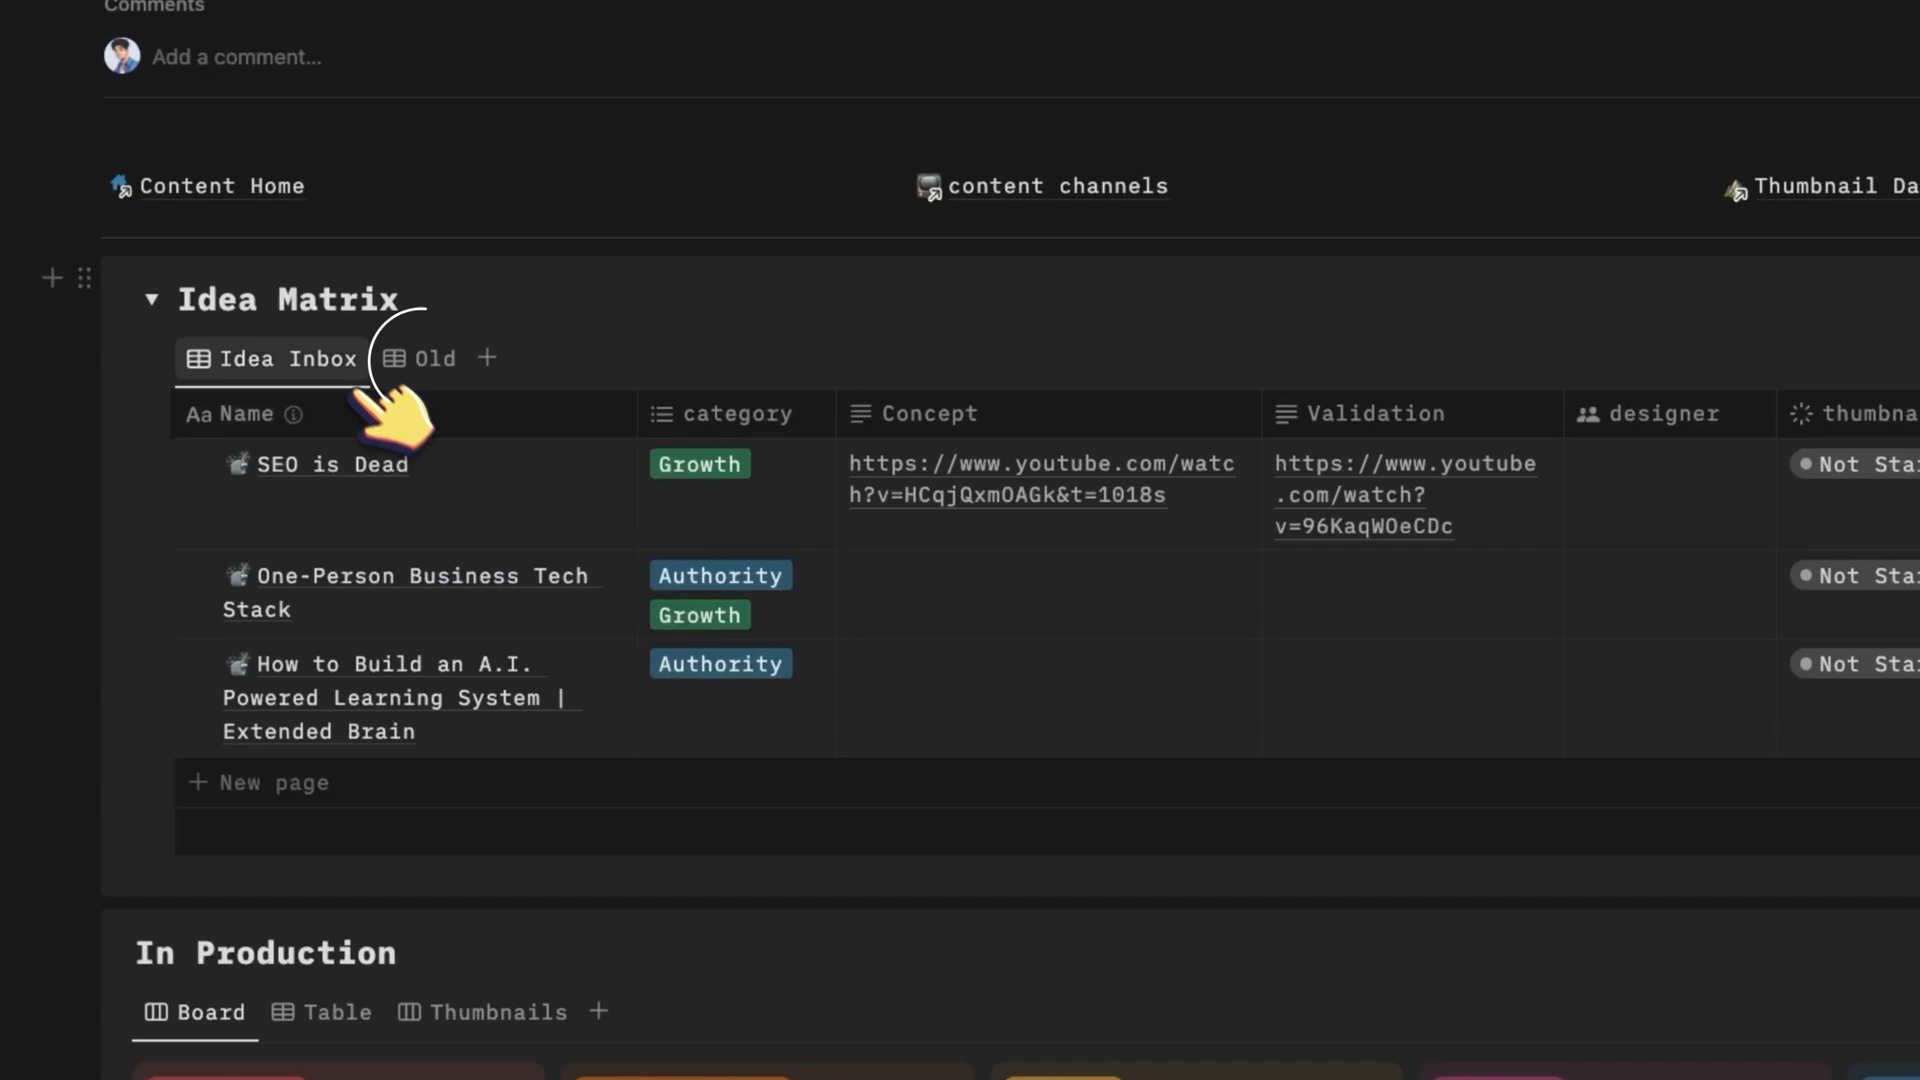 Comments
Add a comment...
Content Home
content channels
Thumbnail Da
Idea Matrix
Idea Inbox
Old
Aa Name
category
Concept
Validation
designer
thumbna
SEO is Dead
Growth
https://www.youtube.com/watc
h?v=HCqjQxmOAGk&t=1018s
https://www.youtube
.com/watch?
v=96KaqWOeCDc
Not Star
One-Person Business Tech
Stack
Authority
Growth
Not Star
How to Build an A.I.
Powered Learning System |
Extended Brain
Authority
Not Star
+ New page
In Production
Board
Table
Thumbnails